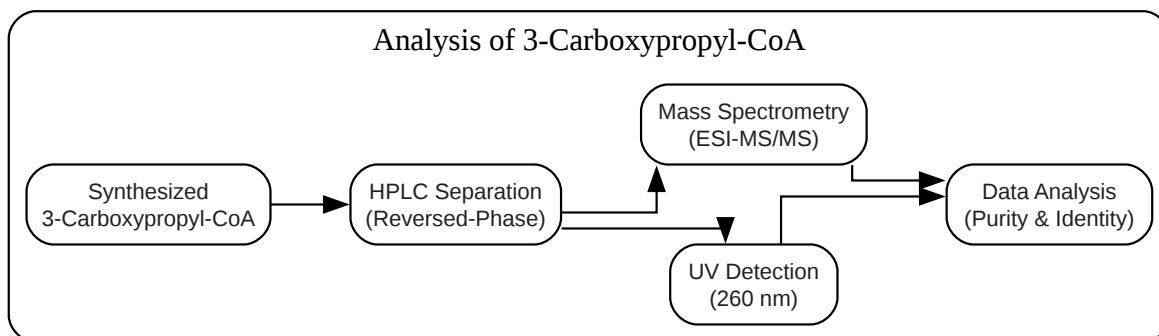 Analysis of 3-Carboxypropyl-CoA
Synthesized
3-Carboxypropyl-CoA
HPLC Separation
(Reversed-Phase)
Mass Spectrometry
(ESI-MS/MS)
UV Detection
(260 nm)
Data Analysis
(Purity & Identity)